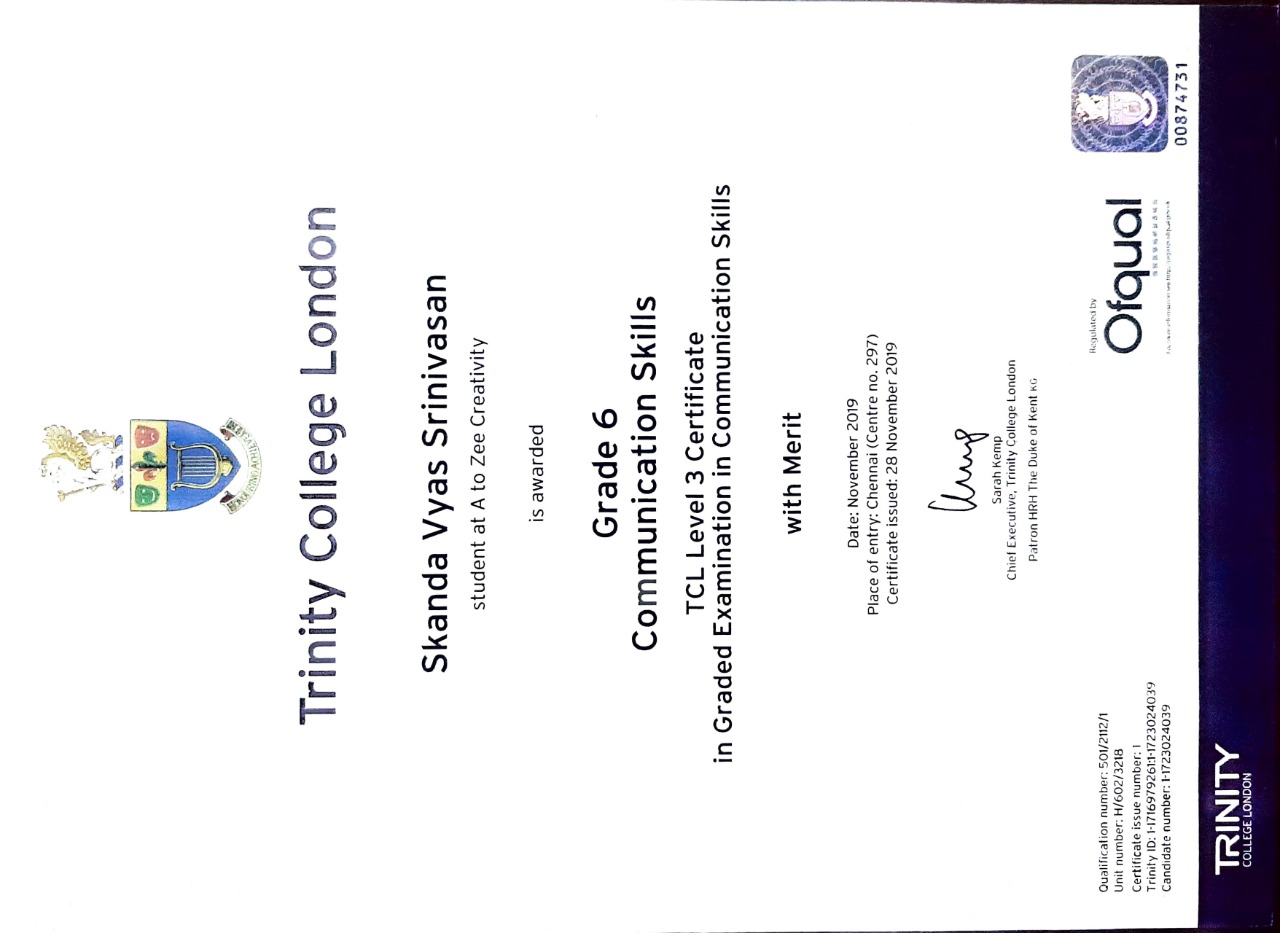 Trinity College London
Skanda Vyas Srinivasan
student at A to Zee Creativity
is awarded
Grade 6
Communication Skills
TCL Level 3 Certificate
in Graded Examination in Communication Skills
with Merit
Date: November 2019
Place of entry: Chennai (Centre no. 297)
Certificate issued: 28 November 2019
Sarah Kemp
Chief Executive, Trinity College London
Patron HRH The Duke of Kent KG
Qualification number: 501/2112/1
Unit number: H/602/3218
Certificate issue number: 1
Trinity ID: 1-1716979261:1-1723024039
Candidate number: 1-1723024039
Regulated by
Ofqual
00874731
TRINITY
COLLEGE LONDON